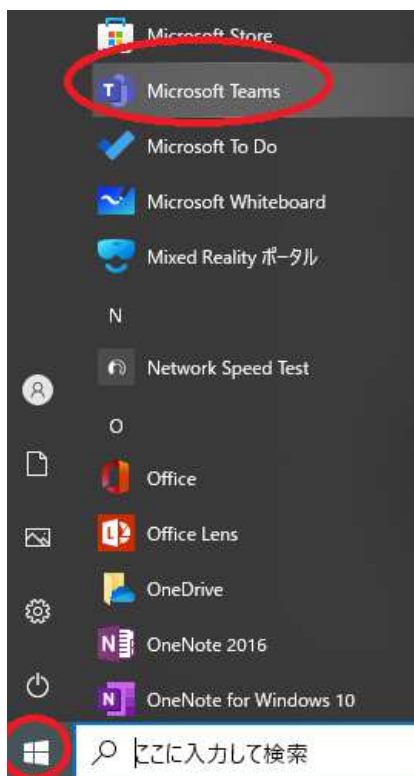 Microsoft Store
Microsoft Teams
Microsoft To Do
Microsoft Whiteboard
Mixed Reality ポータル
N
Network Speed Test
O
Office
Office Lens
OneDrive
OneNote 2016
OneNote for Windows 10
ここに入力して検索